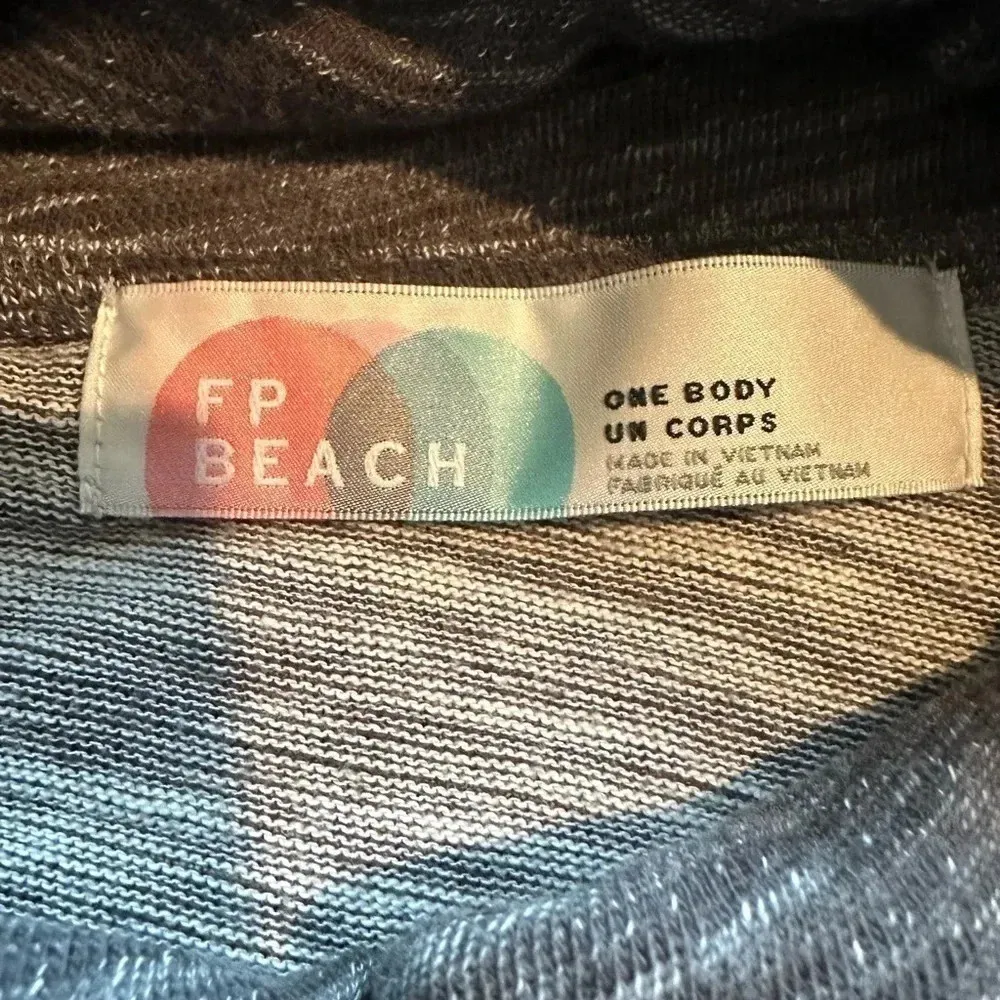 FP
BEACH
ONE BODY
UN CORPS
MADE IN VIETNAM
FABRIQUÉ AU VIETNAM